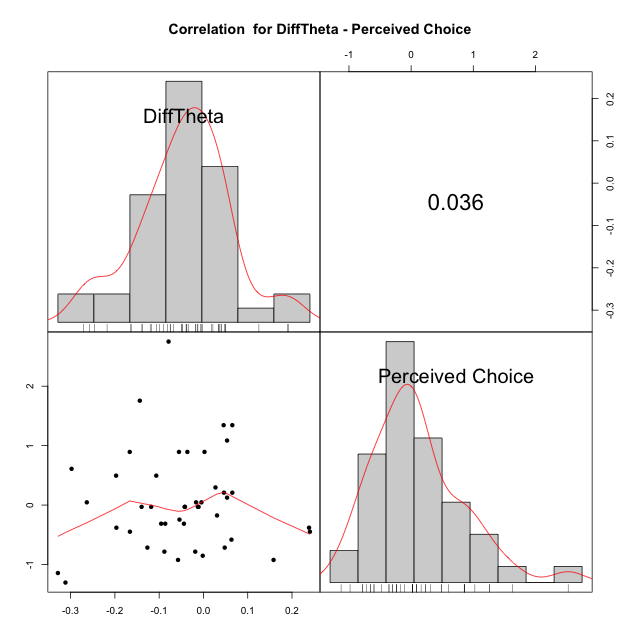 Correlation for DiffTheta - Perceived Choice
-1 0 1 2
DiffTheta
0.036
0.2
0.1
0.0
-0.1
-0.2
-0.3
Perceived Choice
2
1
0
-1
-0.3 -0.2 -0.1 0.0 0.1 0.2